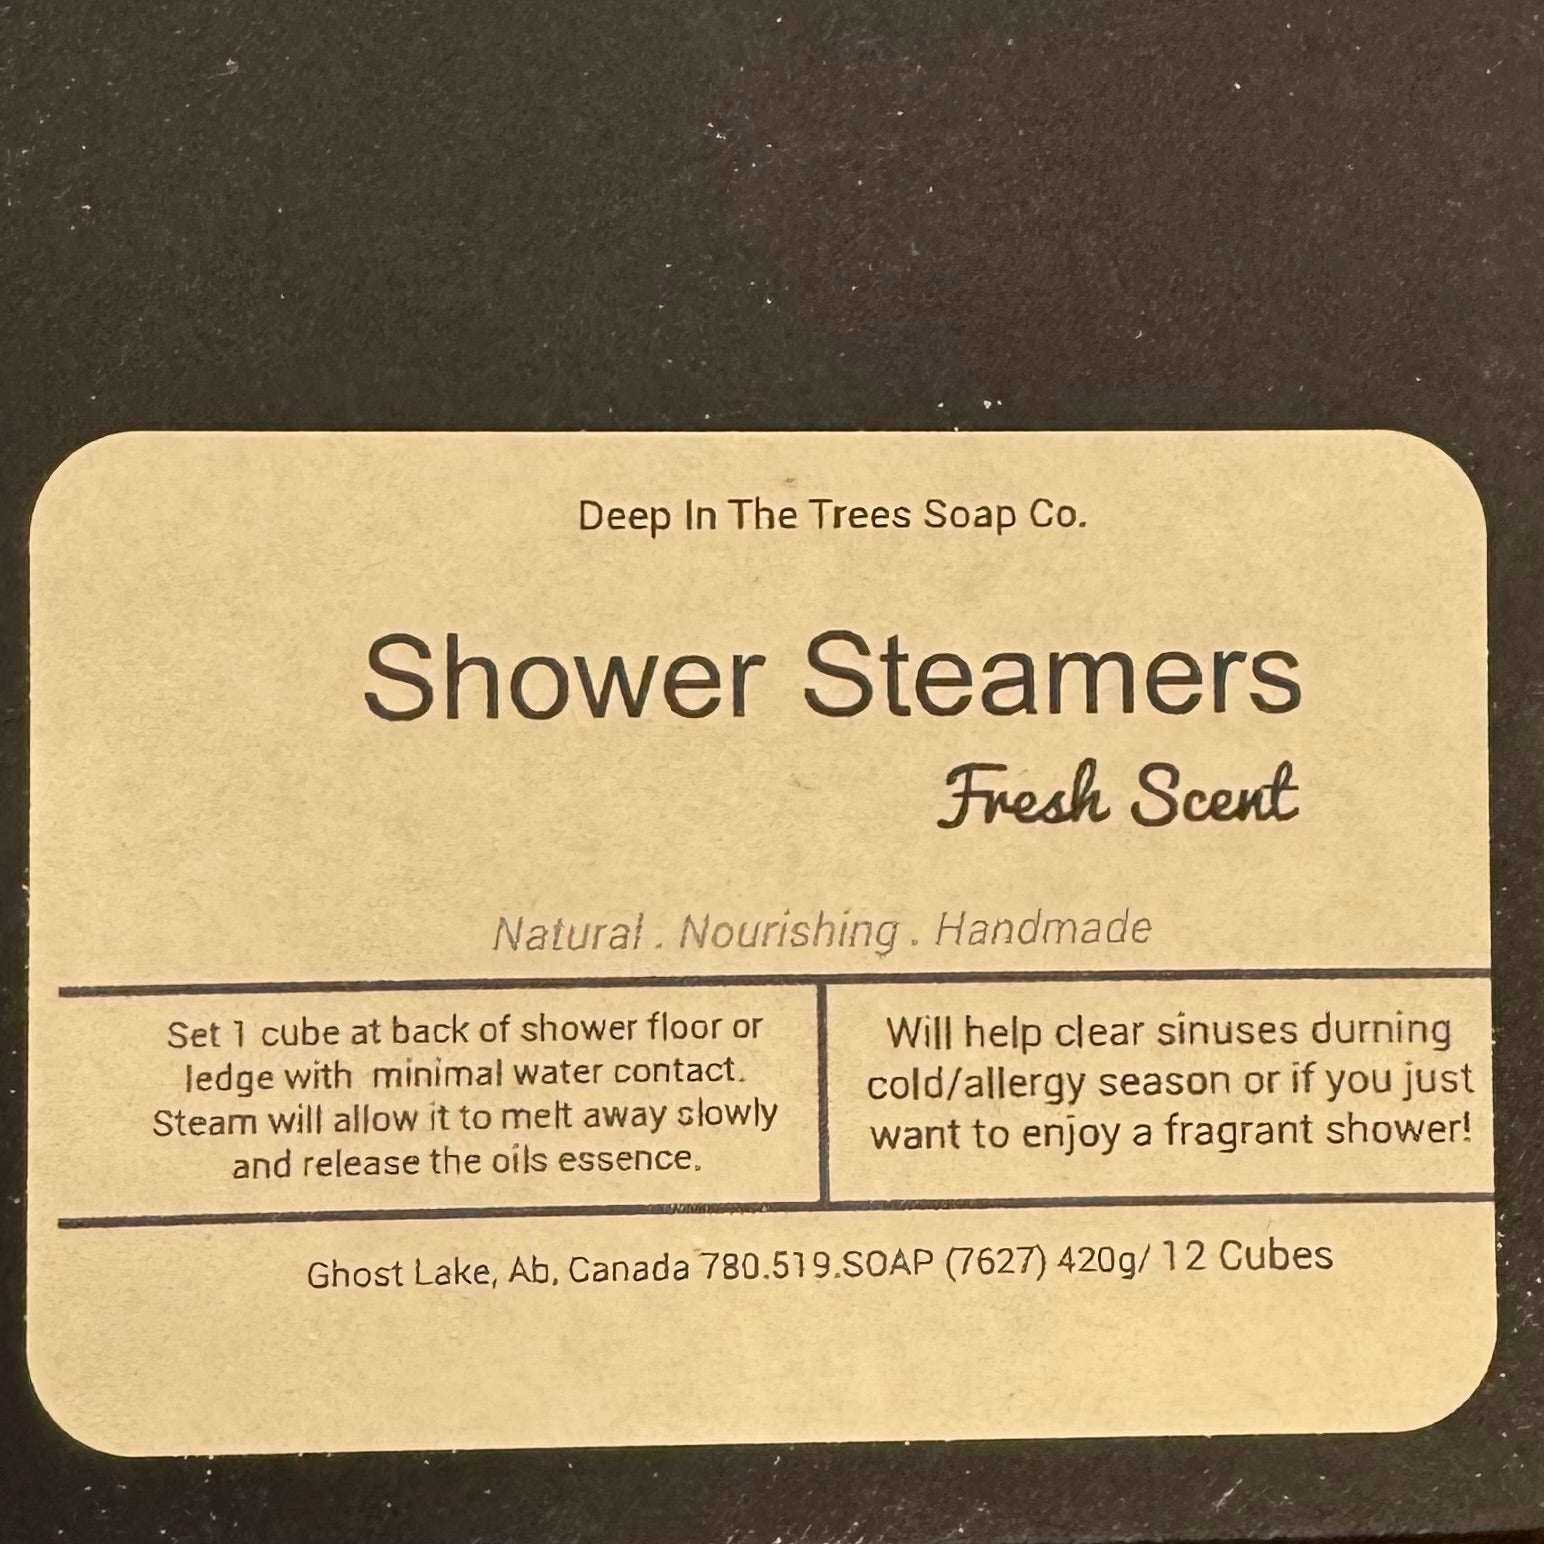 Deep In The Trees Soap Co.
Shower Steamers
Fresh Scent
Natural . Nourishing . Handmade
Set 1 cube at back of shower floor or
ledge with minimal water contact.
Steam will allow it to melt away slowly
and release the oils essence.
Will help clear sinuses durning
cold/allergy season or if you just
want to enjoy a fragrant shower!
Ghost Lake, Ab, Canada 780.519.SOAP (7627) 420g/ 12 Cubes